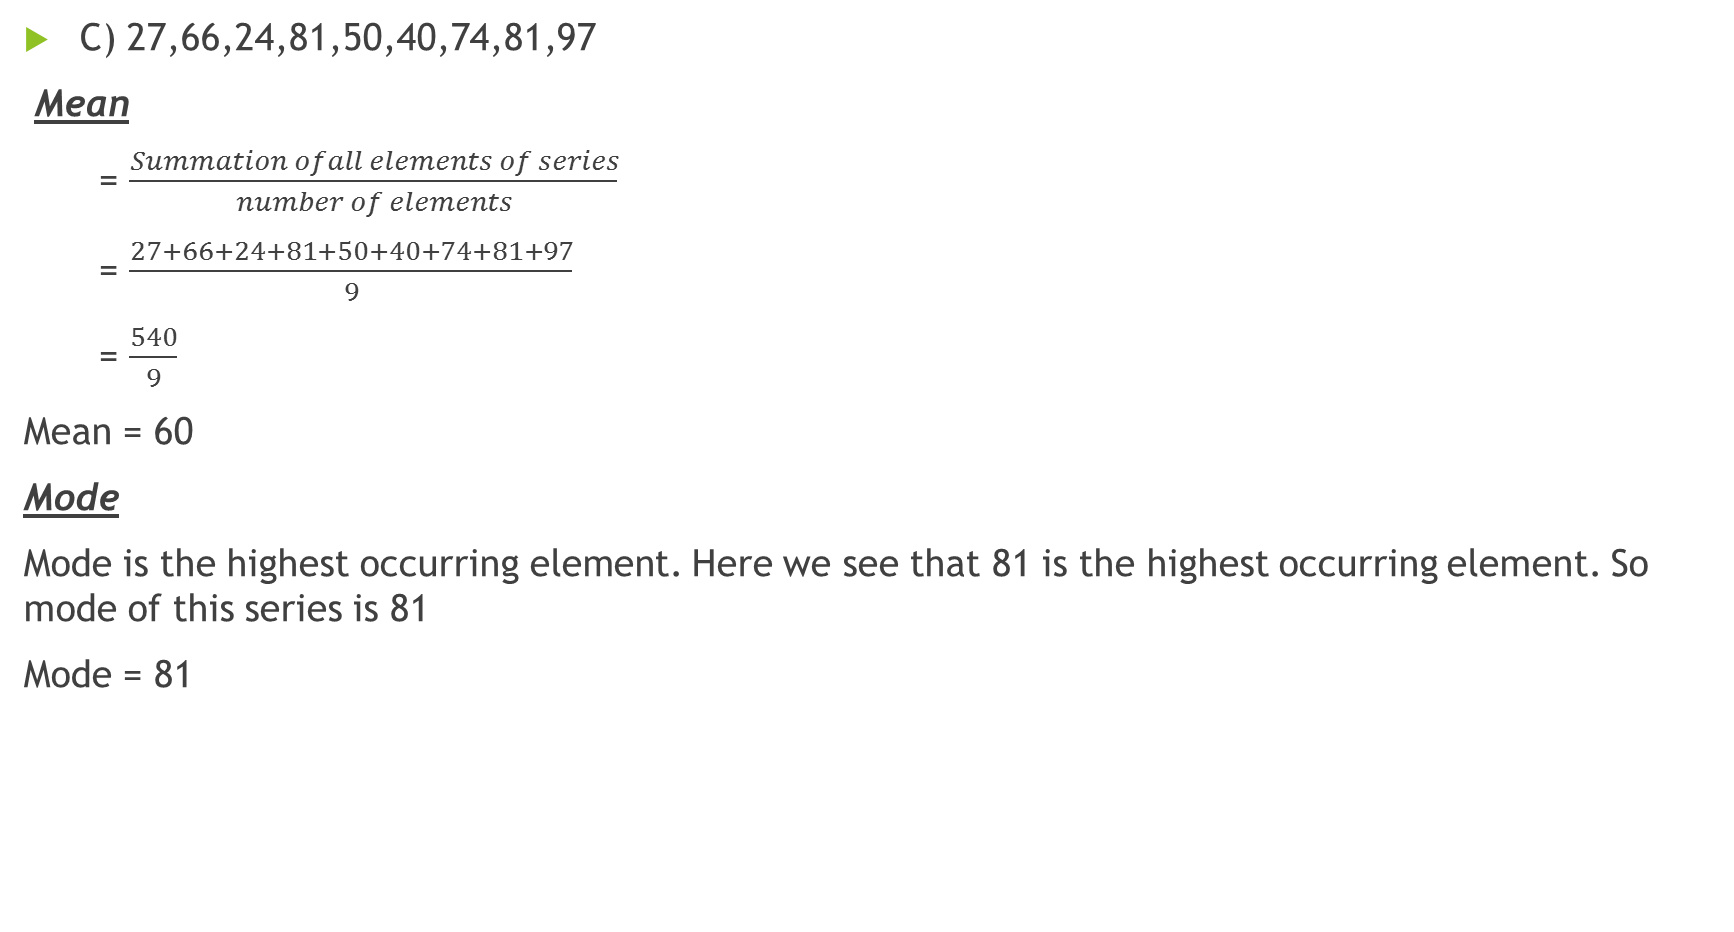 C) 27,66,24,81,50,40,74,81,97
Mean
= Summation ofall elements of series
number of elements
= 27+66+24+81+50+40+74+81+97
9
= 540
9
Mean = 60
Mode
Mode is the highest occurring element. Here we see that 81 is the highest occurring element. So
mode of this series is 81
Mode = 81